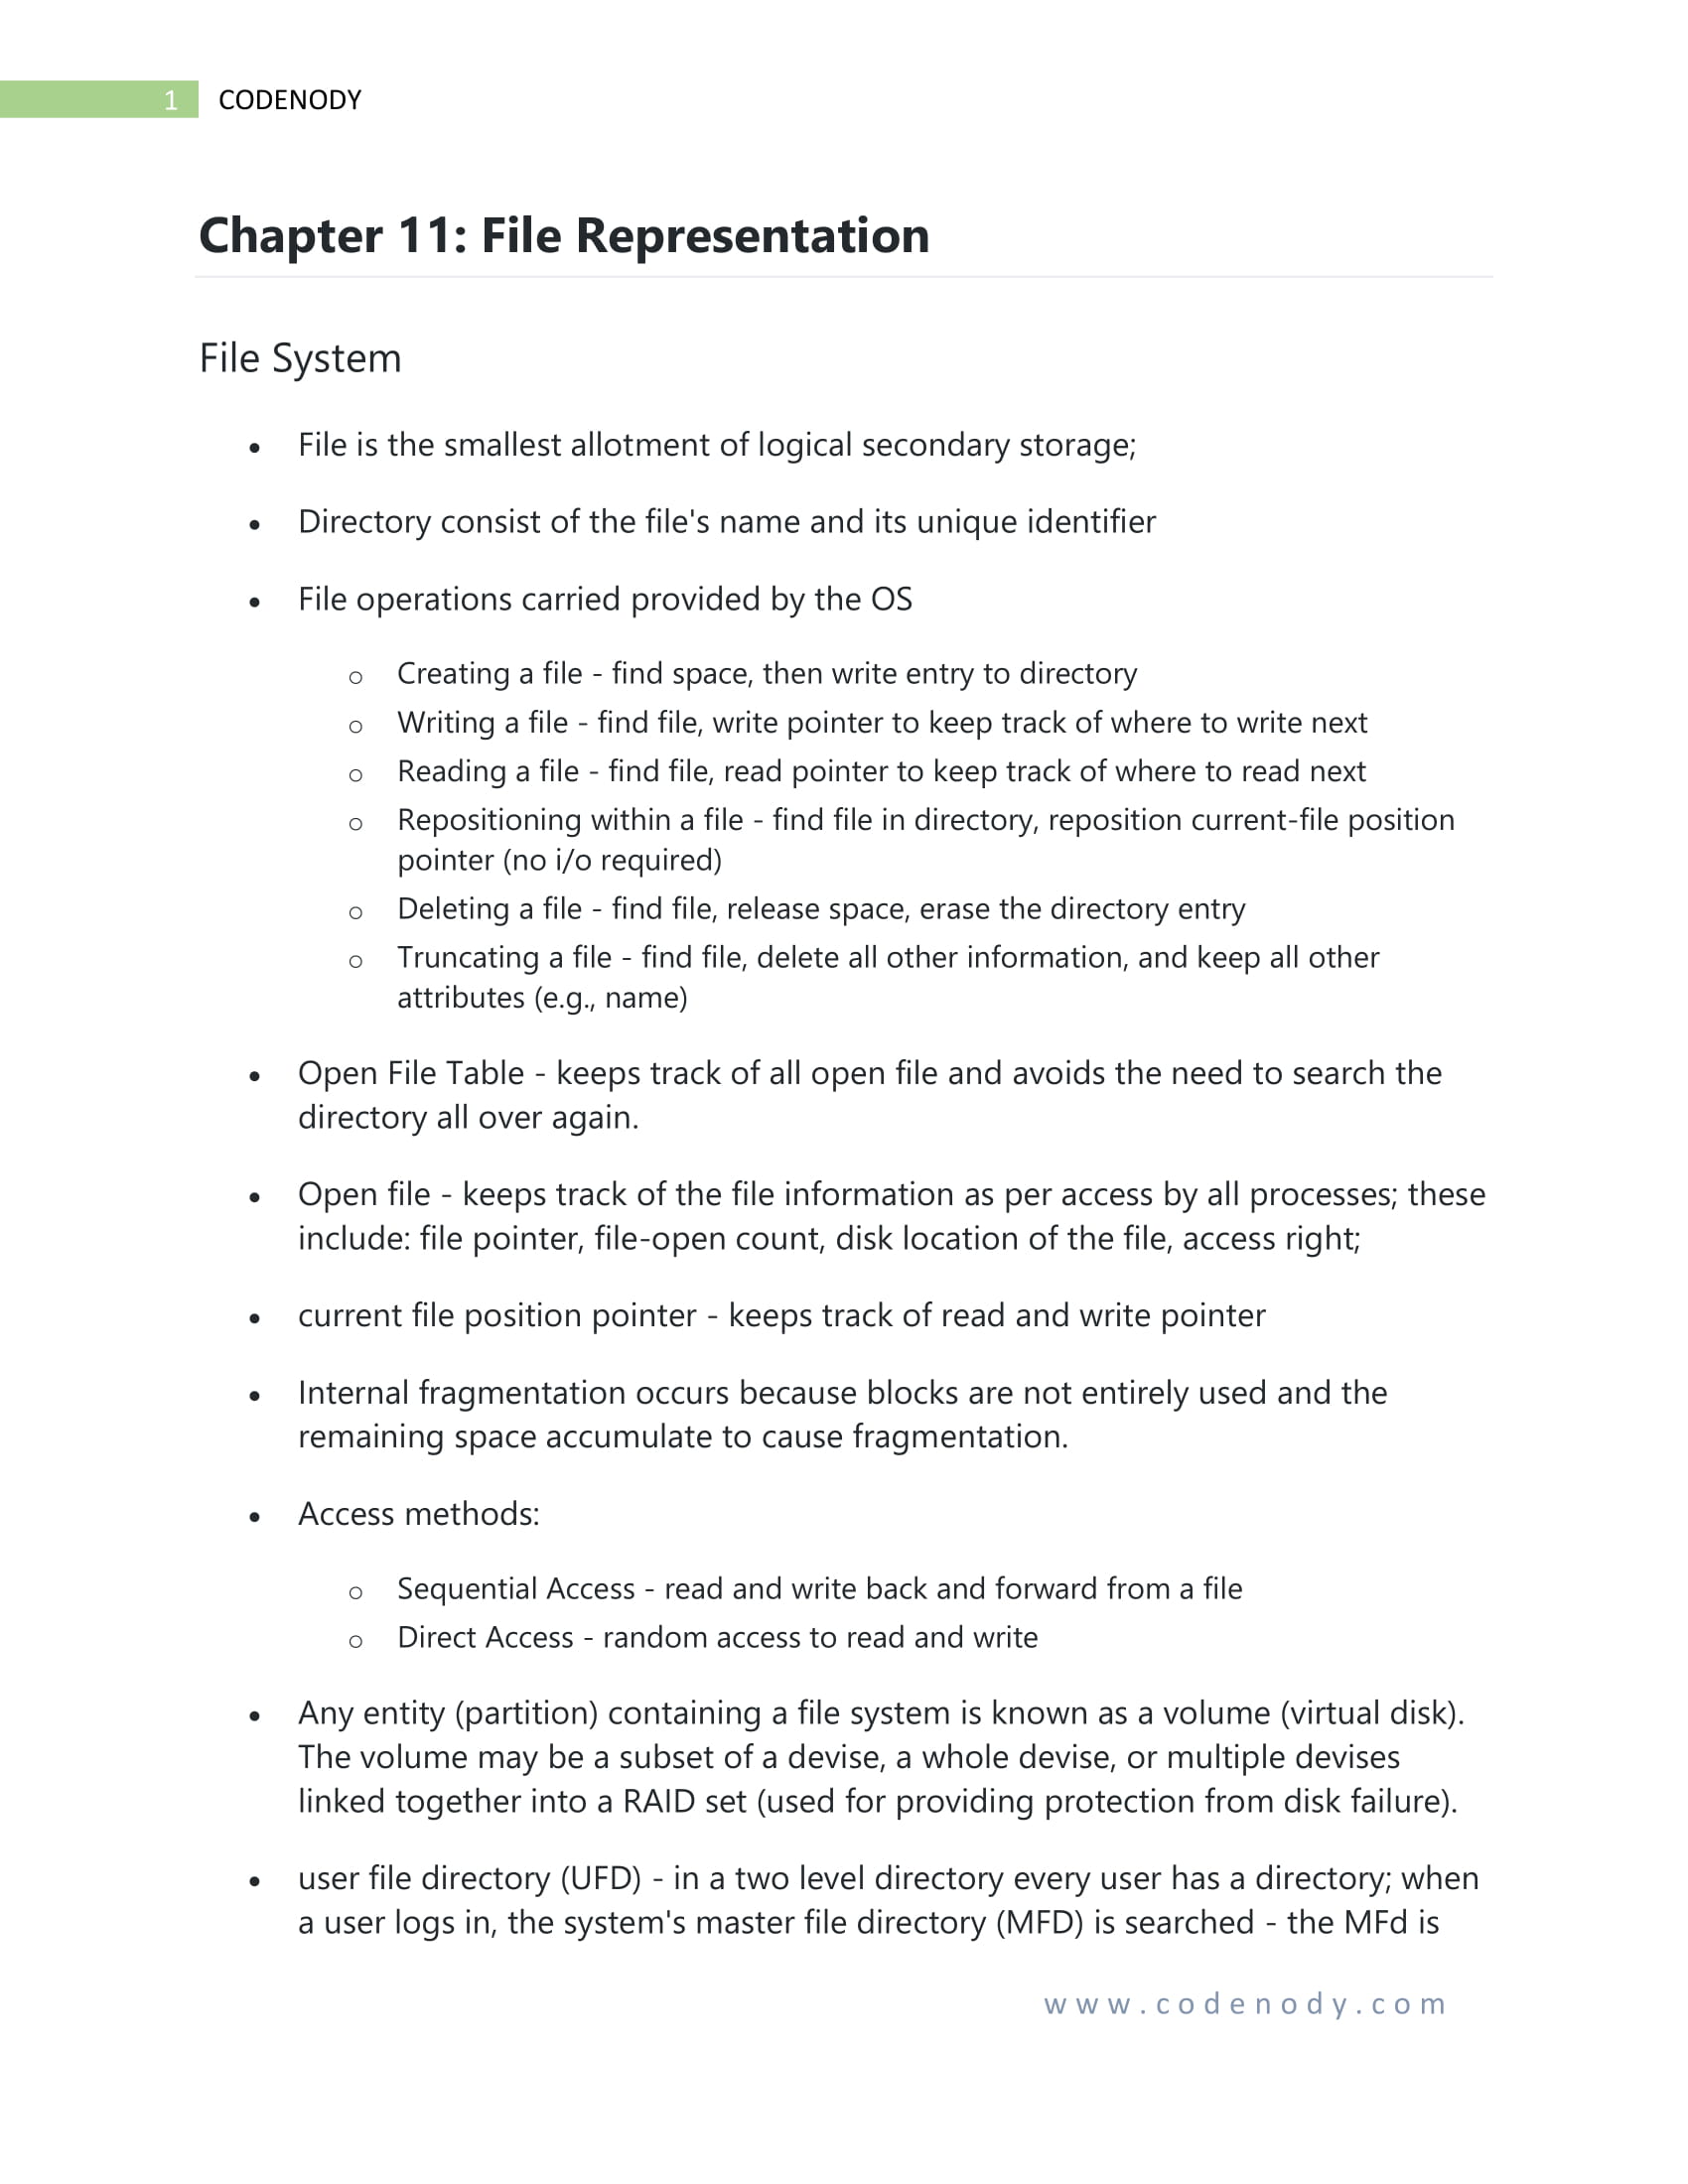 1 CODENODY
Chapter 11: File Representation
File System
• File is the smallest allotment of logical secondary storage;
• Directory consist of the file's name and its unique identifier
• File operations carried provided by the OS
o Creating a file - find space, then write entry to directory
o Writing a file - find file, write pointer to keep track of where to write next
o Reading a file - find file, read pointer to keep track of where to read next
o Repositioning within a file - find file in directory, reposition current-file position
pointer (no i/o required)
o Deleting a file - find file, release space, erase the directory entry
o Truncating a file - find file, delete all other information, and keep all other
attributes (e.g., name)
• Open File Table - keeps track of all open file and avoids the need to search the
directory all over again.
• Open file - keeps track of the file information as per access by all processes; these
include: file pointer, file-open count, disk location of the file, access right;
• current file position pointer - keeps track of read and write pointer
• Internal fragmentation occurs because blocks are not entirely used and the
remaining space accumulate to cause fragmentation.
• Access methods:
o Sequential Access - read and write back and forward from a file
o Direct Access - random access to read and write
• Any entity (partition) containing a file system is known as a volume (virtual disk).
The volume may be a subset of a devise, a whole devise, or multiple devises
linked together into a RAID set (used for providing protection from disk failure).
• user file directory (UFD) - in a two level directory every user has a directory; when
a user logs in, the system's master file directory (MFD) is searched - the MFd is
www.codenody.com